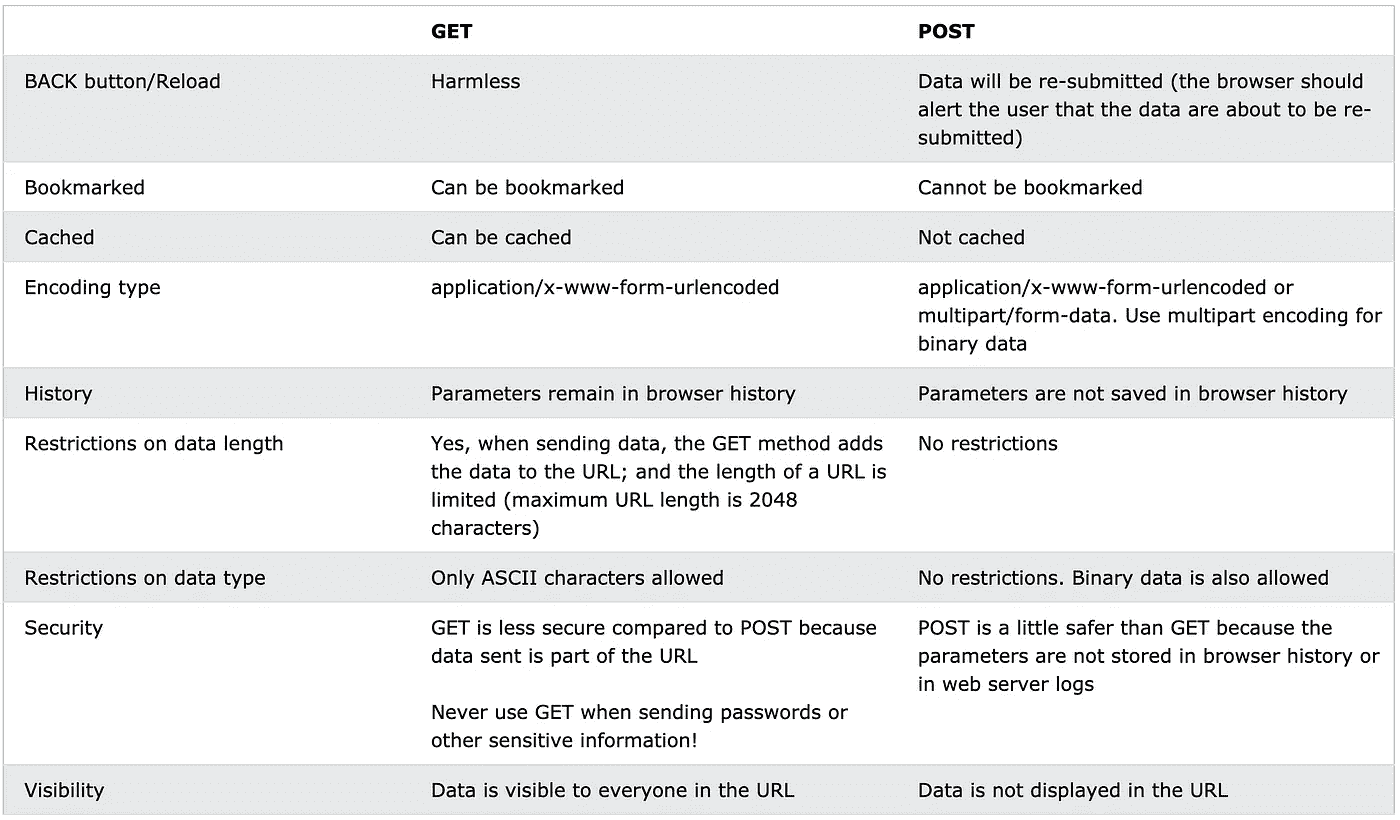 GET POST
BACK button/Reload Harmless Data will be re-submitted (the browser should
alert the user that the data are about to be re-
submitted)
Bookmarked Can be bookmarked Cannot be bookmarked
Cached Can be cached Not cached
Encoding type application/x-www-form-urlencoded application/x-www-form-urlencoded or
multipart/form-data. Use multipart encoding for
binary data
History Parameters remain in browser history Parameters are not saved in browser history
Restrictions on data length Yes, when sending data, the GET method adds No restrictions
the data to the URL; and the length of a URL is
limited (maximum URL length is 2048
characters)
Restrictions on data type Only ASCII characters allowed No restrictions. Binary data is also allowed
Security GET is less secure compared to POST because POST is a little safer than GET because the
data sent is part of the URL parameters are not stored in browser history or
in web server logs
Never use GET when sending passwords or
other sensitive information!
Visibility Data is visible to everyone in the URL Data is not displayed in the URL